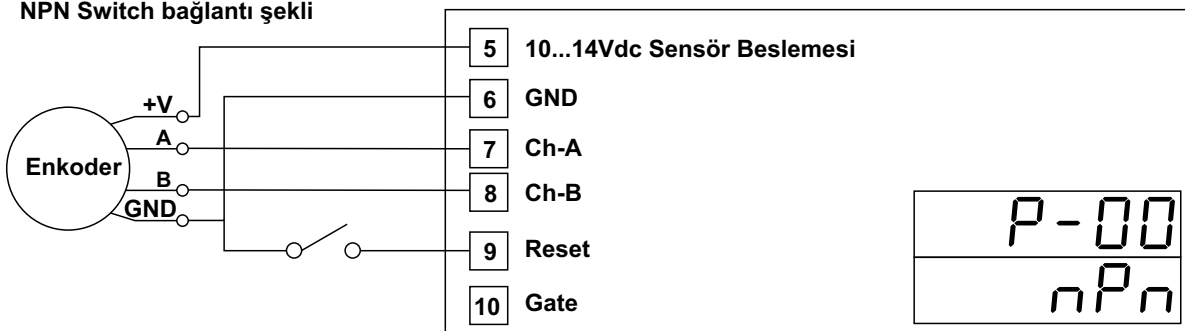 NPN Switch bağlantı şekli
5 10...14Vdc Sensör Beslemesi
+V
6 GND
A
7 Ch-A
Enkoder
B
8 Ch-B
GND
P-00
9 Reset
nPn
10 Gate